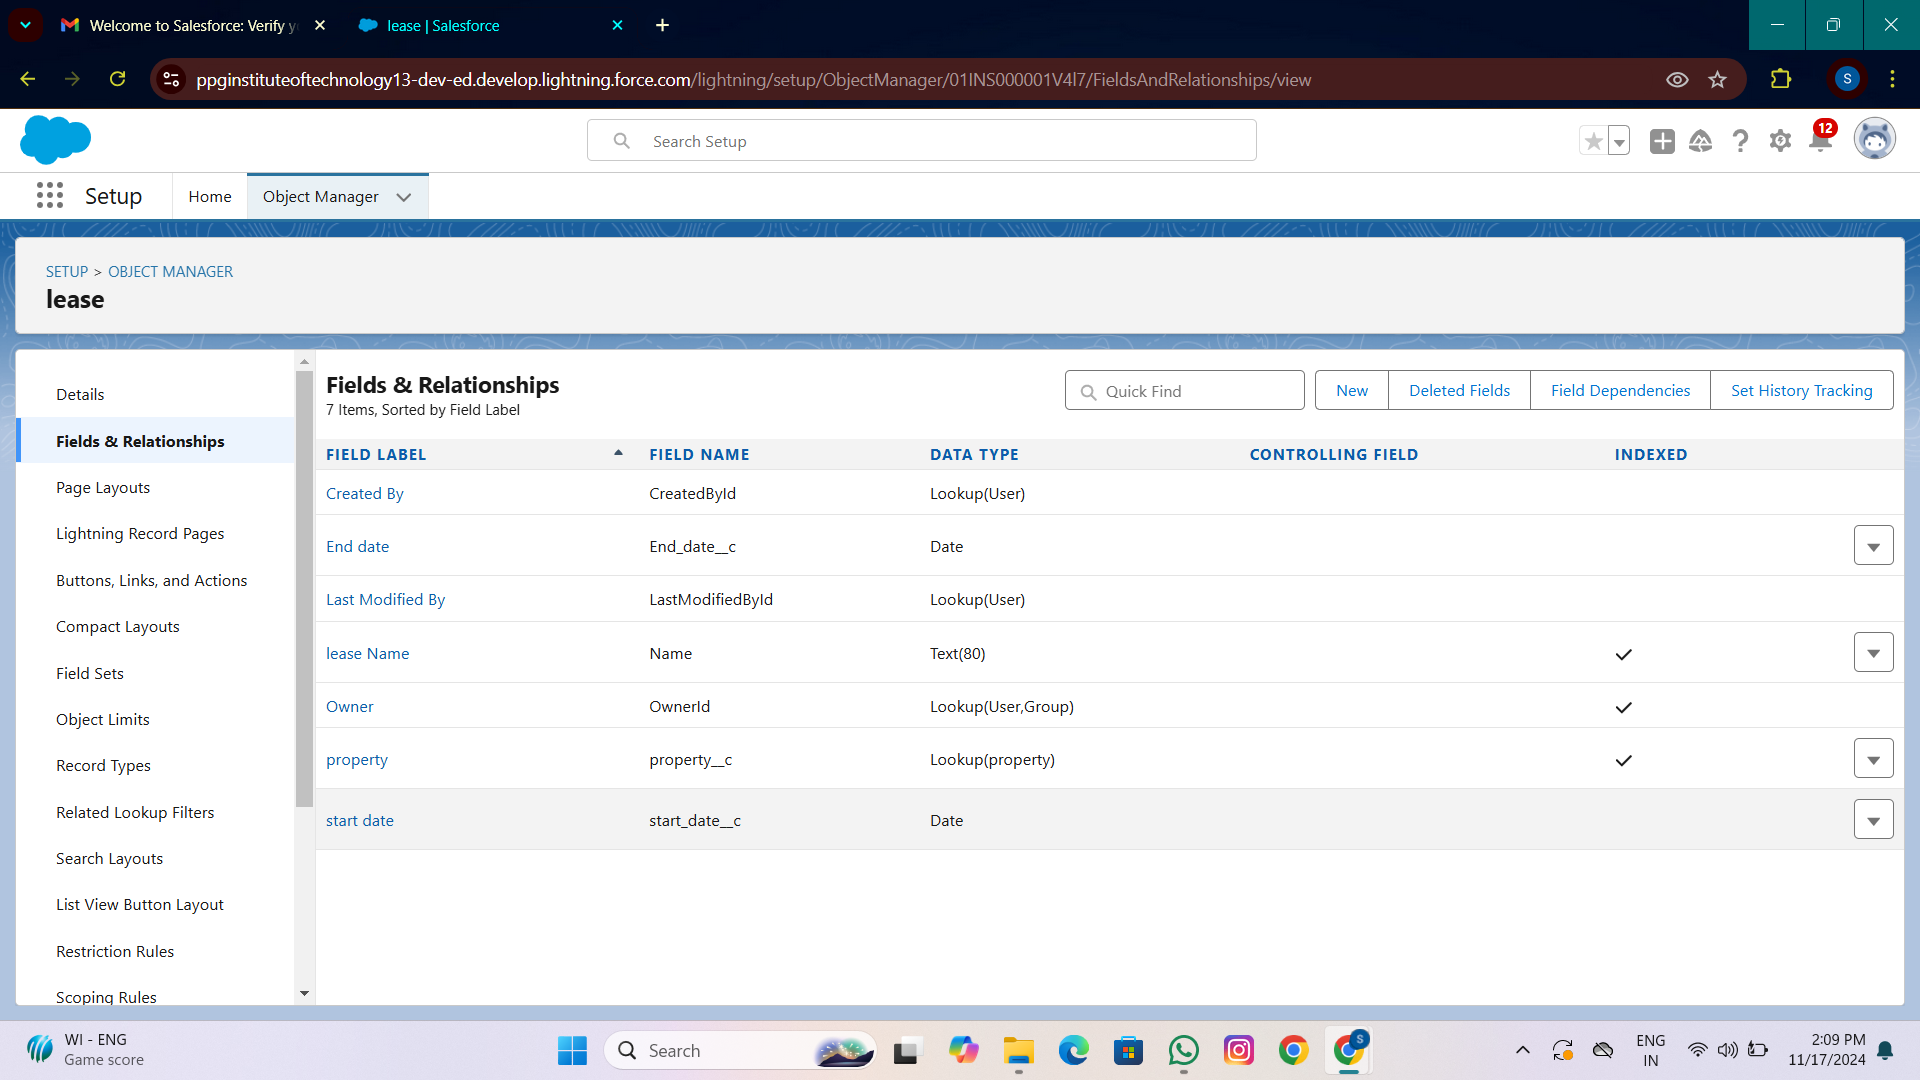 Welcome to Salesforce: Verify y
lease | Salesforce
ppginstituteoftechnology13-dev-ed.develop.lightning.force.com/lightning/setup/ObjectManager/01INS000001V4l7/FieldsAndRelationships/view
S
Search Setup
12
Setup
Home
Object Manager
SETUP > OBJECT MANAGER
lease
Details
Fields & Relationships
Page Layouts
Lightning Record Pages
Buttons, Links, and Actions
Compact Layouts
Field Sets
Object Limits
Record Types
Related Lookup Filters
Search Layouts
List View Button Layout
Restriction Rules
Scoping Rules
Fields & Relationships
7 Items, Sorted by Field Label
Quick Find
New
Deleted Fields
Field Dependencies
Set History Tracking
FIELD LABEL FIELD NAME DATA TYPE CONTROLLING FIELD INDEXED
Created By CreatedById Lookup(User)
End date End_date__c Date
Last Modified By LastModifiedById Lookup(User)
lease Name Name Text(80)
Owner OwnerId Lookup(User,Group)
property property__c Lookup(property)
start date start_date__c Date
WI - ENG
Game score
Search
S
ENG
IN
2:09 PM
11/17/2024